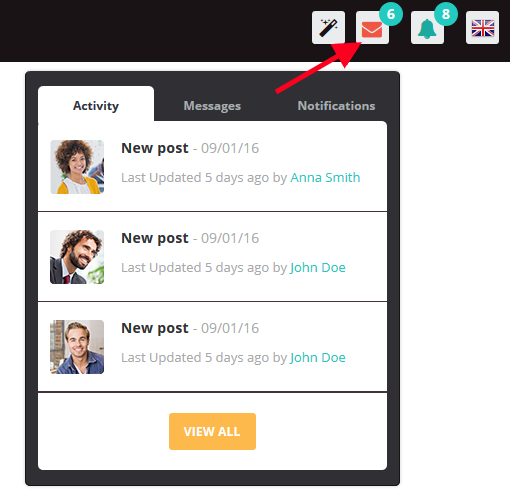 6
8
Activity
Messages
Notifications
New post - 09/01/16
Last Updated 5 days ago by Anna Smith
New post - 09/01/16
Last Updated 5 days ago by John Doe
New post - 09/01/16
Last Updated 5 days ago by John Doe
VIEW ALL